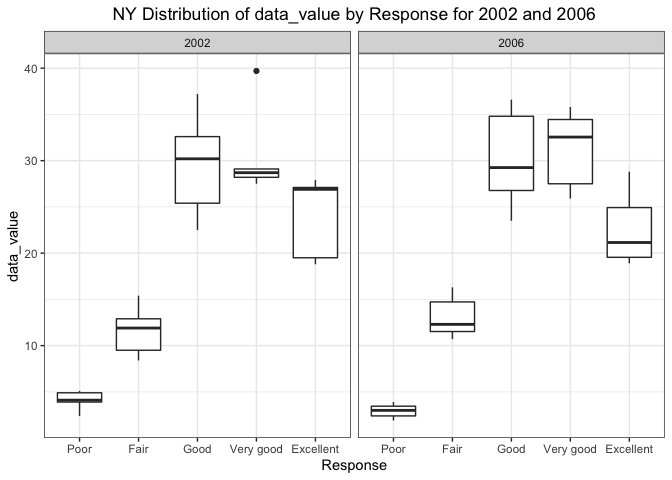 NY Distribution of data_value by Response for 2002 and 2006
2002 2006
40
30
20
10
data_value
Poor Fair Good Very good Excellent Poor Fair Good Very good Excellent
Response